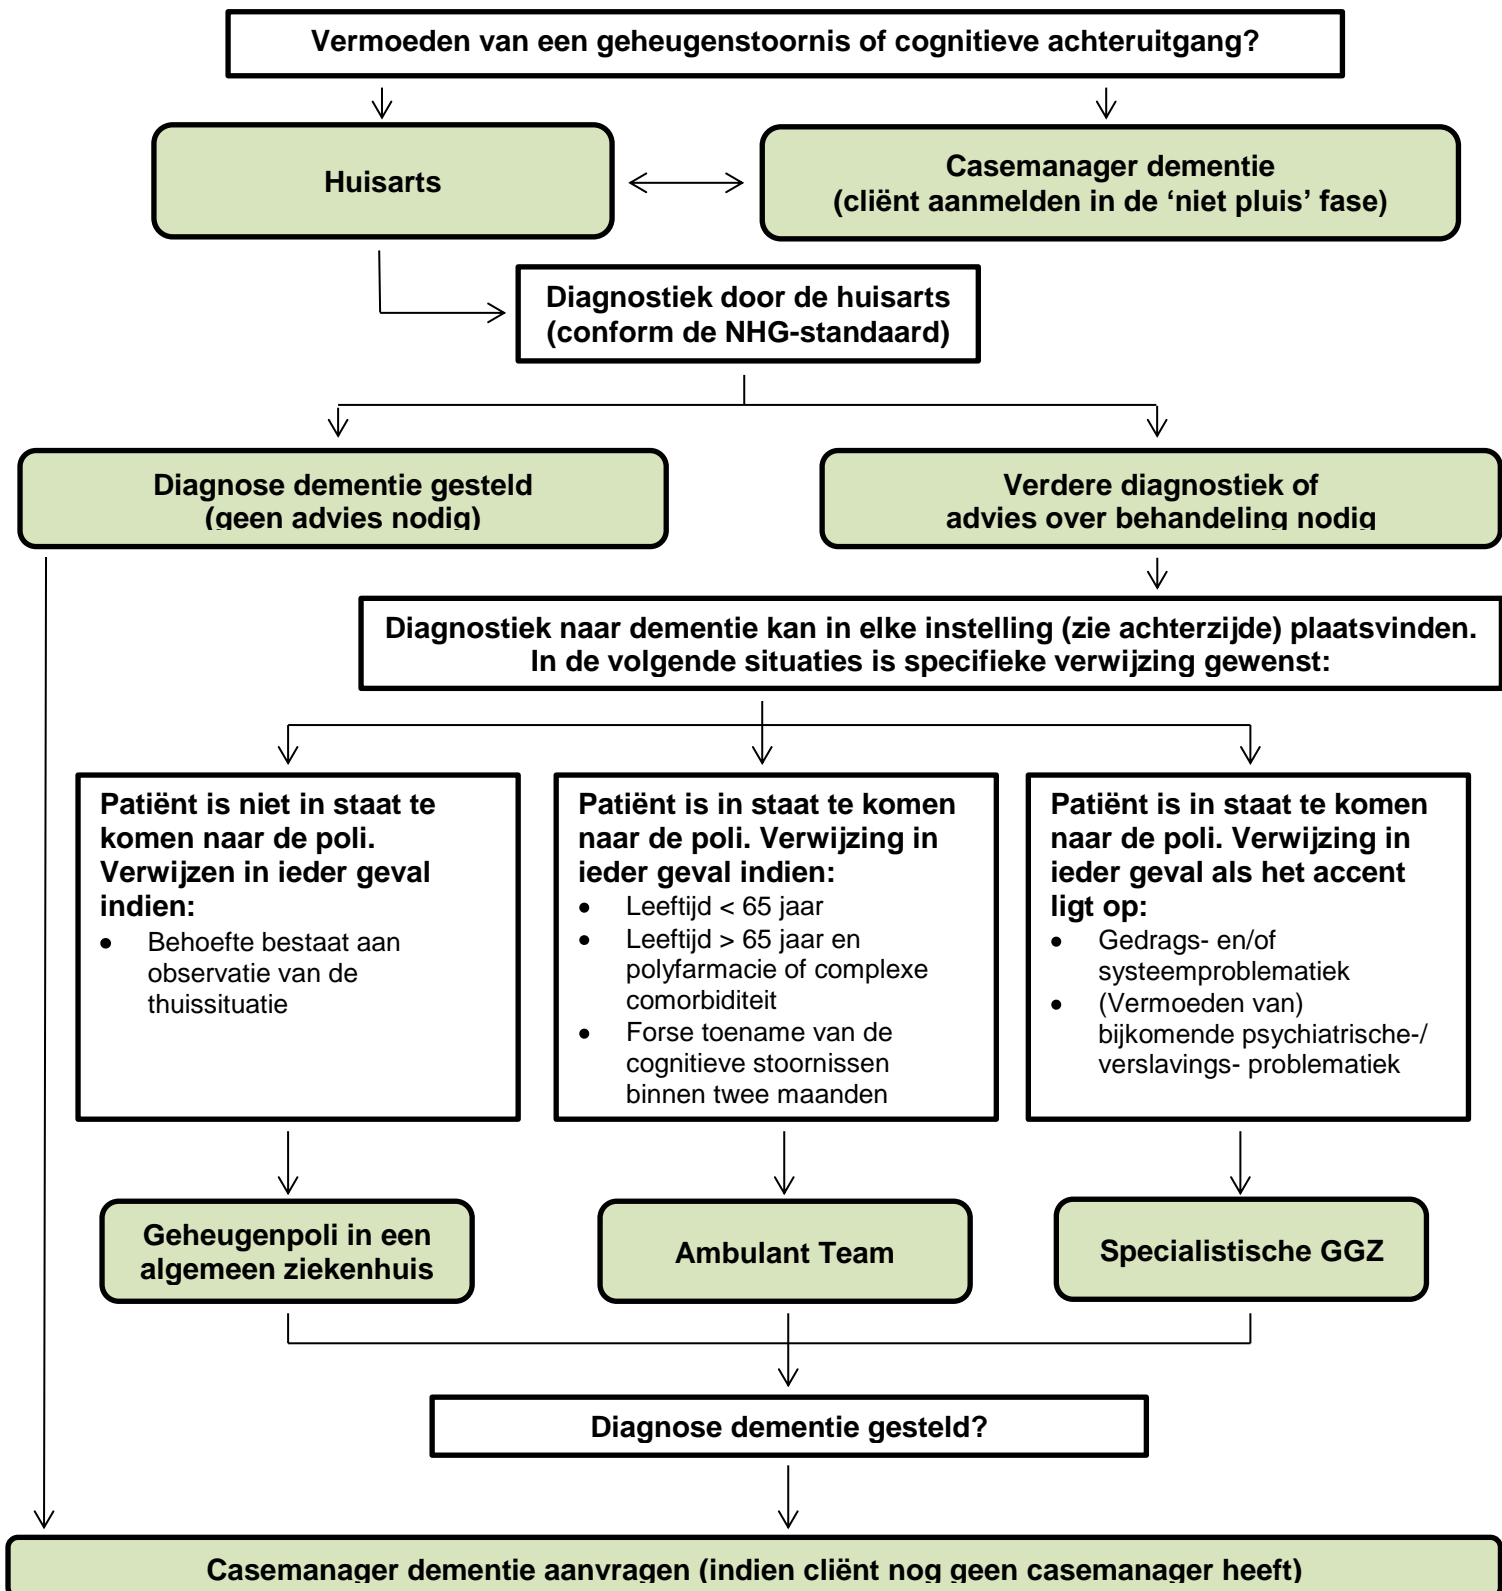 Vermoeden van een geheugenstoornis of cognitieve achteruitgang?
Huisarts
Casemanager dementie
(cliënt aanmelden in de ‘niet pluis’ fase)
Diagnostiek door de huisarts
(conform de NHG-standaard)
Diagnose dementie gesteld
(geen advies nodig)
Verdere diagnostiek of
advies over behandeling nodig
Diagnostiek naar dementie kan in elke instelling (zie achterzijde) plaatsvinden.
In de volgende situaties is specifieke verwijzing gewenst:
Patiënt is niet in staat te
komen naar de poli.
Verwijzen in ieder geval
indien:
• Behoefte bestaat aan
observatie van de
thuissituatie
Patiënt is in staat te komen
naar de poli. Verwijzing in
ieder geval indien:
• Leeftijd < 65 jaar
• Leeftijd > 65 jaar en
polyfarmacie of complexe
comorbiditeit
• Forse toename van de
cognitieve stoornissen
binnen twee maanden
Patiënt is in staat te komen
naar de poli. Verwijzing in
ieder geval als het accent
ligt op:
• Gedrags- en/of
systeemproblematiek
• (Vermoeden van)
bijkomende psychiatrische-/
verslavings- problematiek
Geheugenpoli in een
algemeen ziekenhuis
Ambulant Team
Specialistische GGZ
Diagnose dementie gesteld?
Casemanager dementie aanvragen (indien cliënt nog geen casemanager heeft)